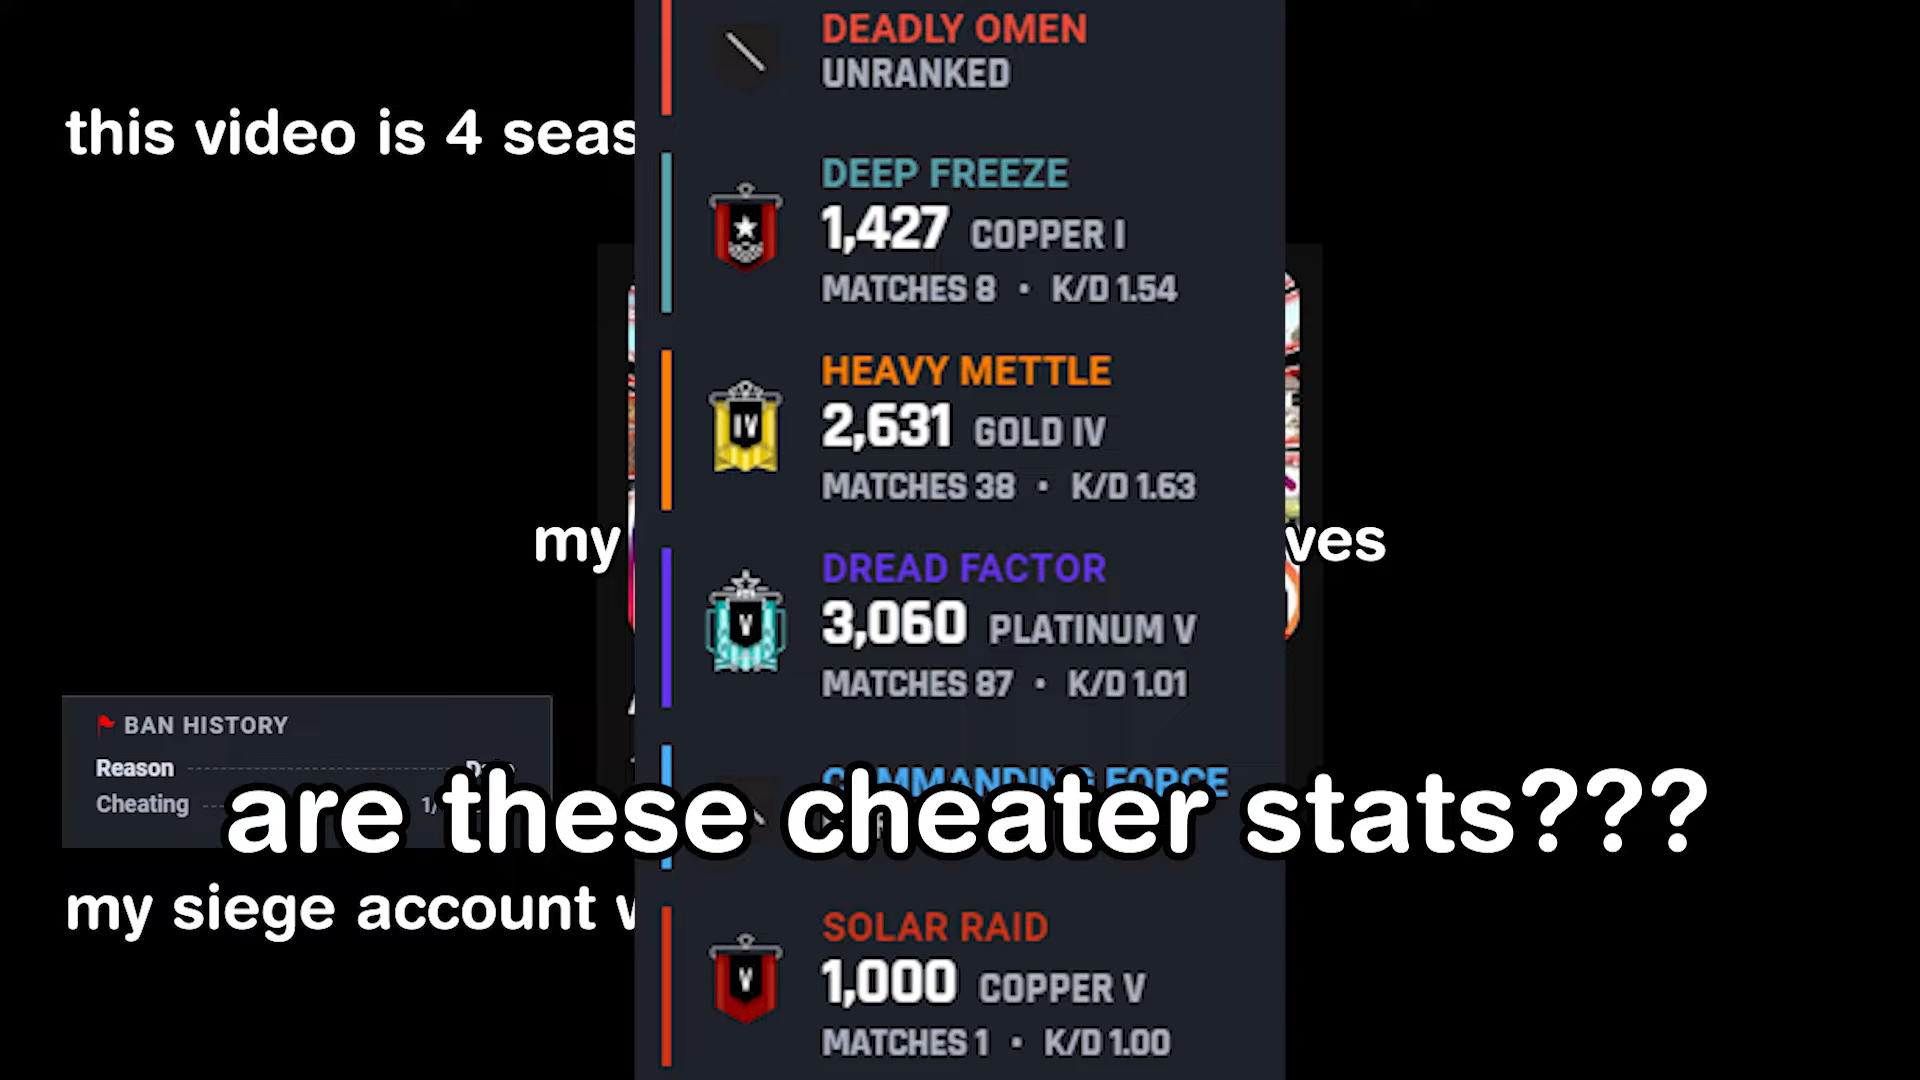 DEADLY OMEN
UNRANKED
this video is 4 seas
DEEP FREEZE
1,427 COPPER I
MATCHES 8 • K/D 1.54
HEAVY METTLE
2,631 GOLD IV
MATCHES 38 • K/D 1.63
my
ves
DREAD FACTOR
3,060 PLATINUM V
MATCHES 87 • K/D 1.01
BAN HISTORY
Reason
Cheating
COMMANDING FORCE
are these cheater stats???
my siege account
SOLAR RAID
1,000 COPPER V
MATCHES 1 • K/D 1.00